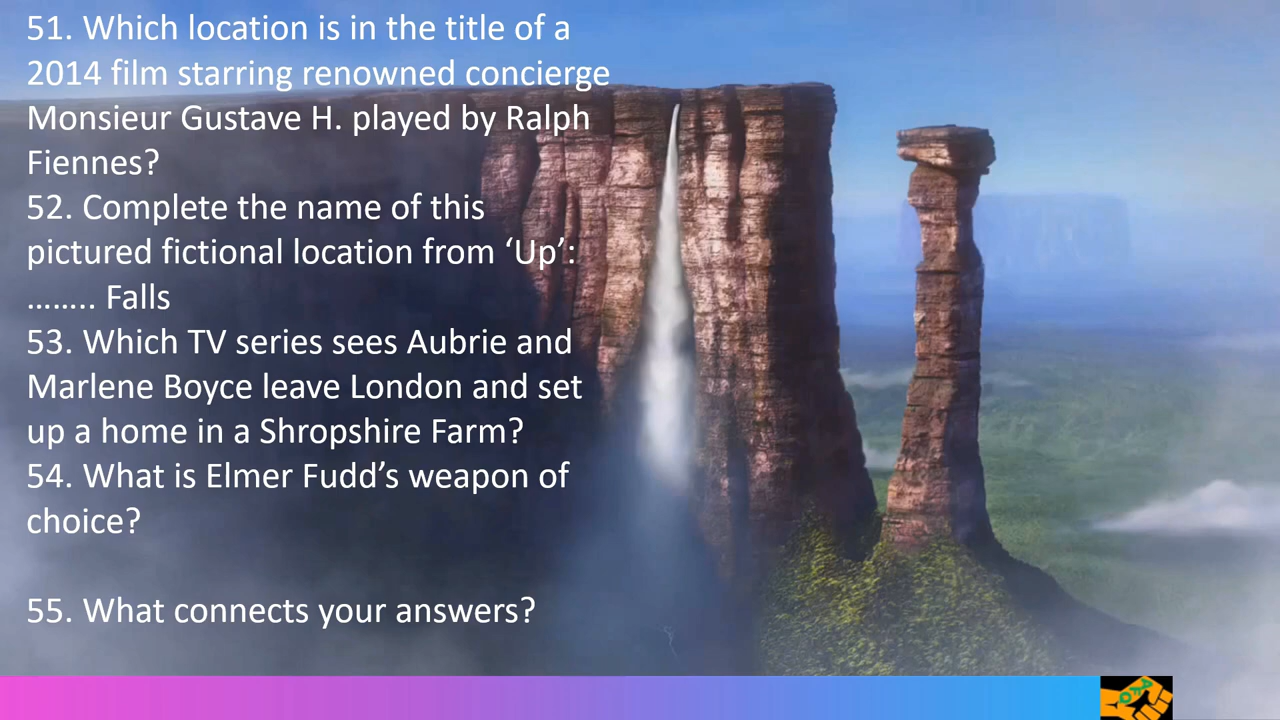 51. Which location is in the title of a
2014 film starring renowned concierge
Monsieur Gustave H. played by Ralph
Fiennes?
52. Complete the name of this
pictured fictional location from ‘Up’:
…….. Falls
53. Which TV series sees Aubrie and
Marlene Boyce leave London and set
up a home in a Shropshire Farm?
54. What is Elmer Fudd’s weapon of
choice?
55. What connects your answers?